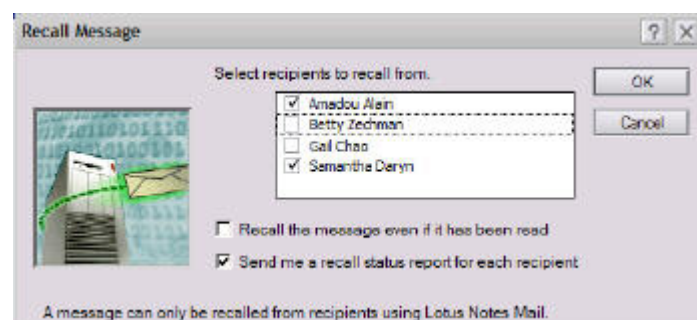 Recall Message
Select recipients to recall from.
OK
Amadou Alain
Betty Zechman
Cancel
Gail Chao
Samantha Daryn
Recall the message even if it has been read
Send me a recall status report for each recipient
A message can only be recalled from recipients using Lotus Notes Mail.